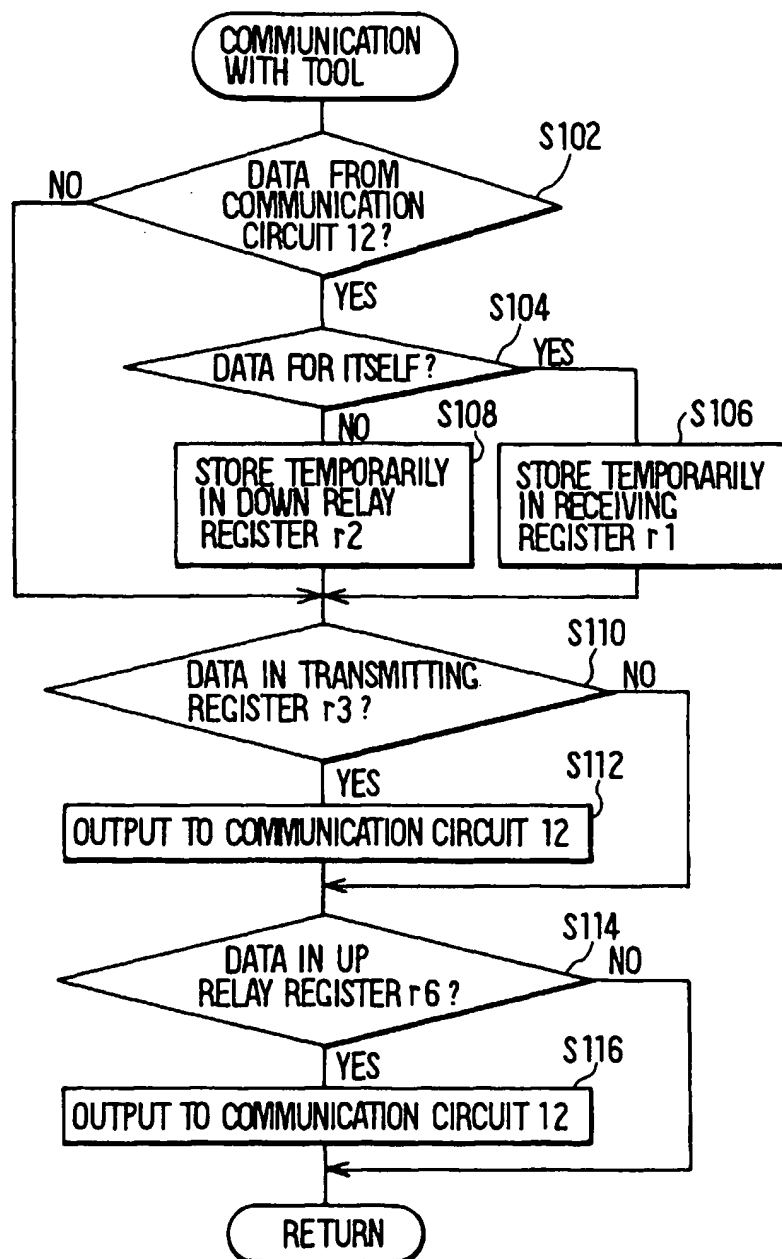 COMMUNICATION
WITH TOOL
S102
NO
DATA FROM
COMMUNICATION
CIRCUIT 12?
YES
S104
DATA FOR ITSELF?
YES
NO
S108
S106
STORE TEMPORARILY
IN DOWN RELAY
REGISTER r2
STORE TEMPORARILY
IN RECEIVING
REGISTER r1
S110
DATA IN TRANSMITTING
REGISTER r3?
NO
YES
S112
OUTPUT TO COMMUNICATION CIRCUIT 12
S114
DATA IN UP
RELAY REGISTER r6?
NO
YES
S116
OUTPUT TO COMMUNICATION CIRCUIT 12
RETURN